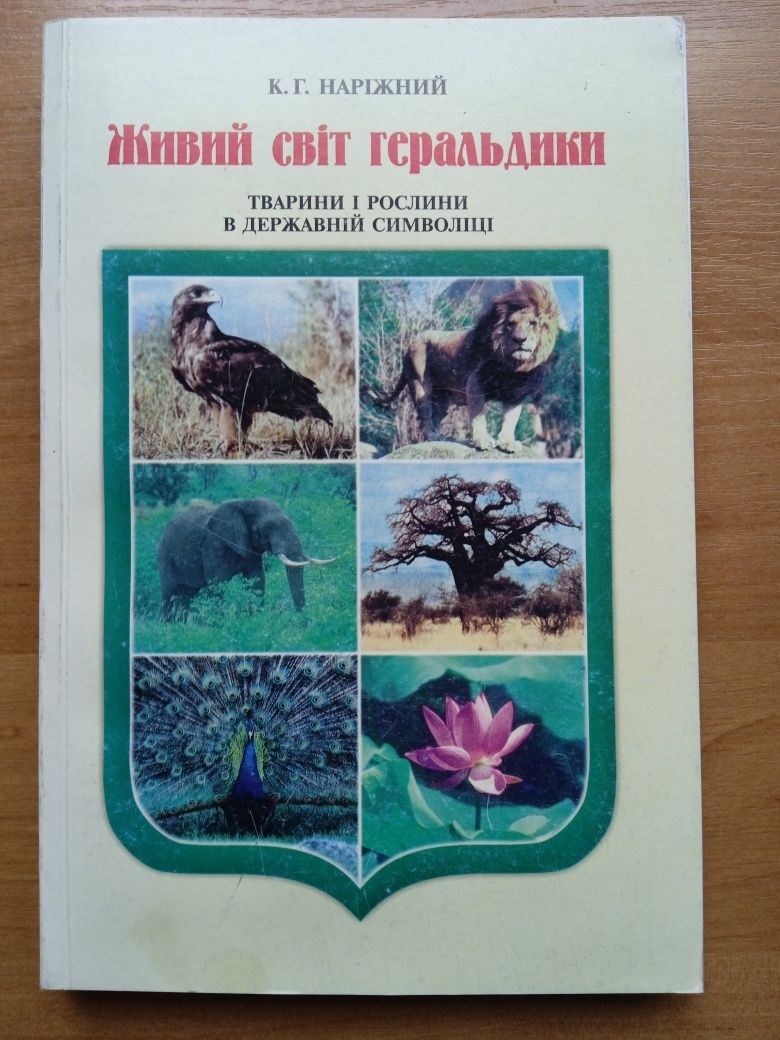 К. Г. НАРІЖНИЙ
Живий світ геральдики
ТВАРИНИ І РОСЛИНИ
В ДЕРЖАВНІЙ СИМВОЛІЦІ